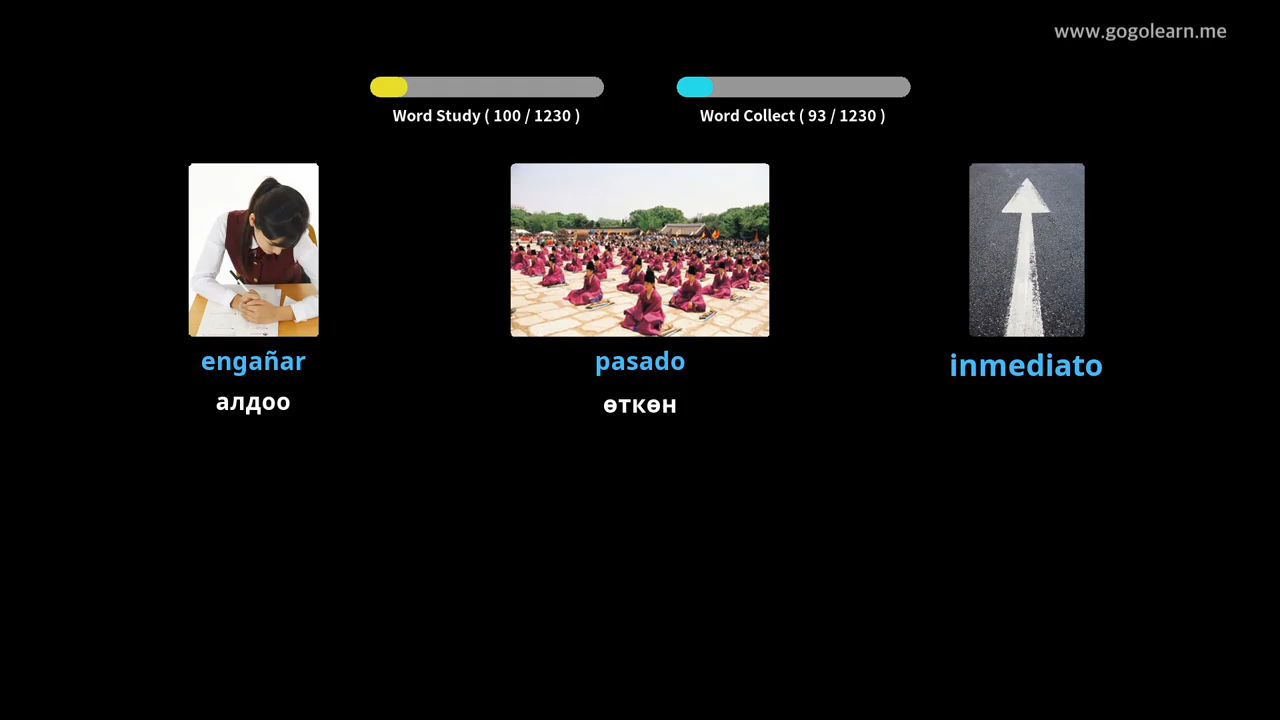 www.gogolearn.me
Word Study ( 100 / 1230 )
Word Collect ( 93 / 1230 )
engañar
алдоо
pasado
өткөн
inmediato